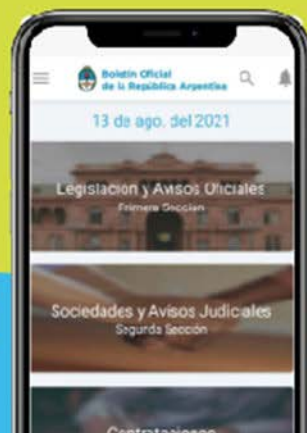 Boletín Oficial
de la República Argentina
13 de ago. del 2021
Legislación y Avisos Oficiales
Primera Sección
Sociedades y Avisos Judiciales
Segunda Sección
Contrataciones